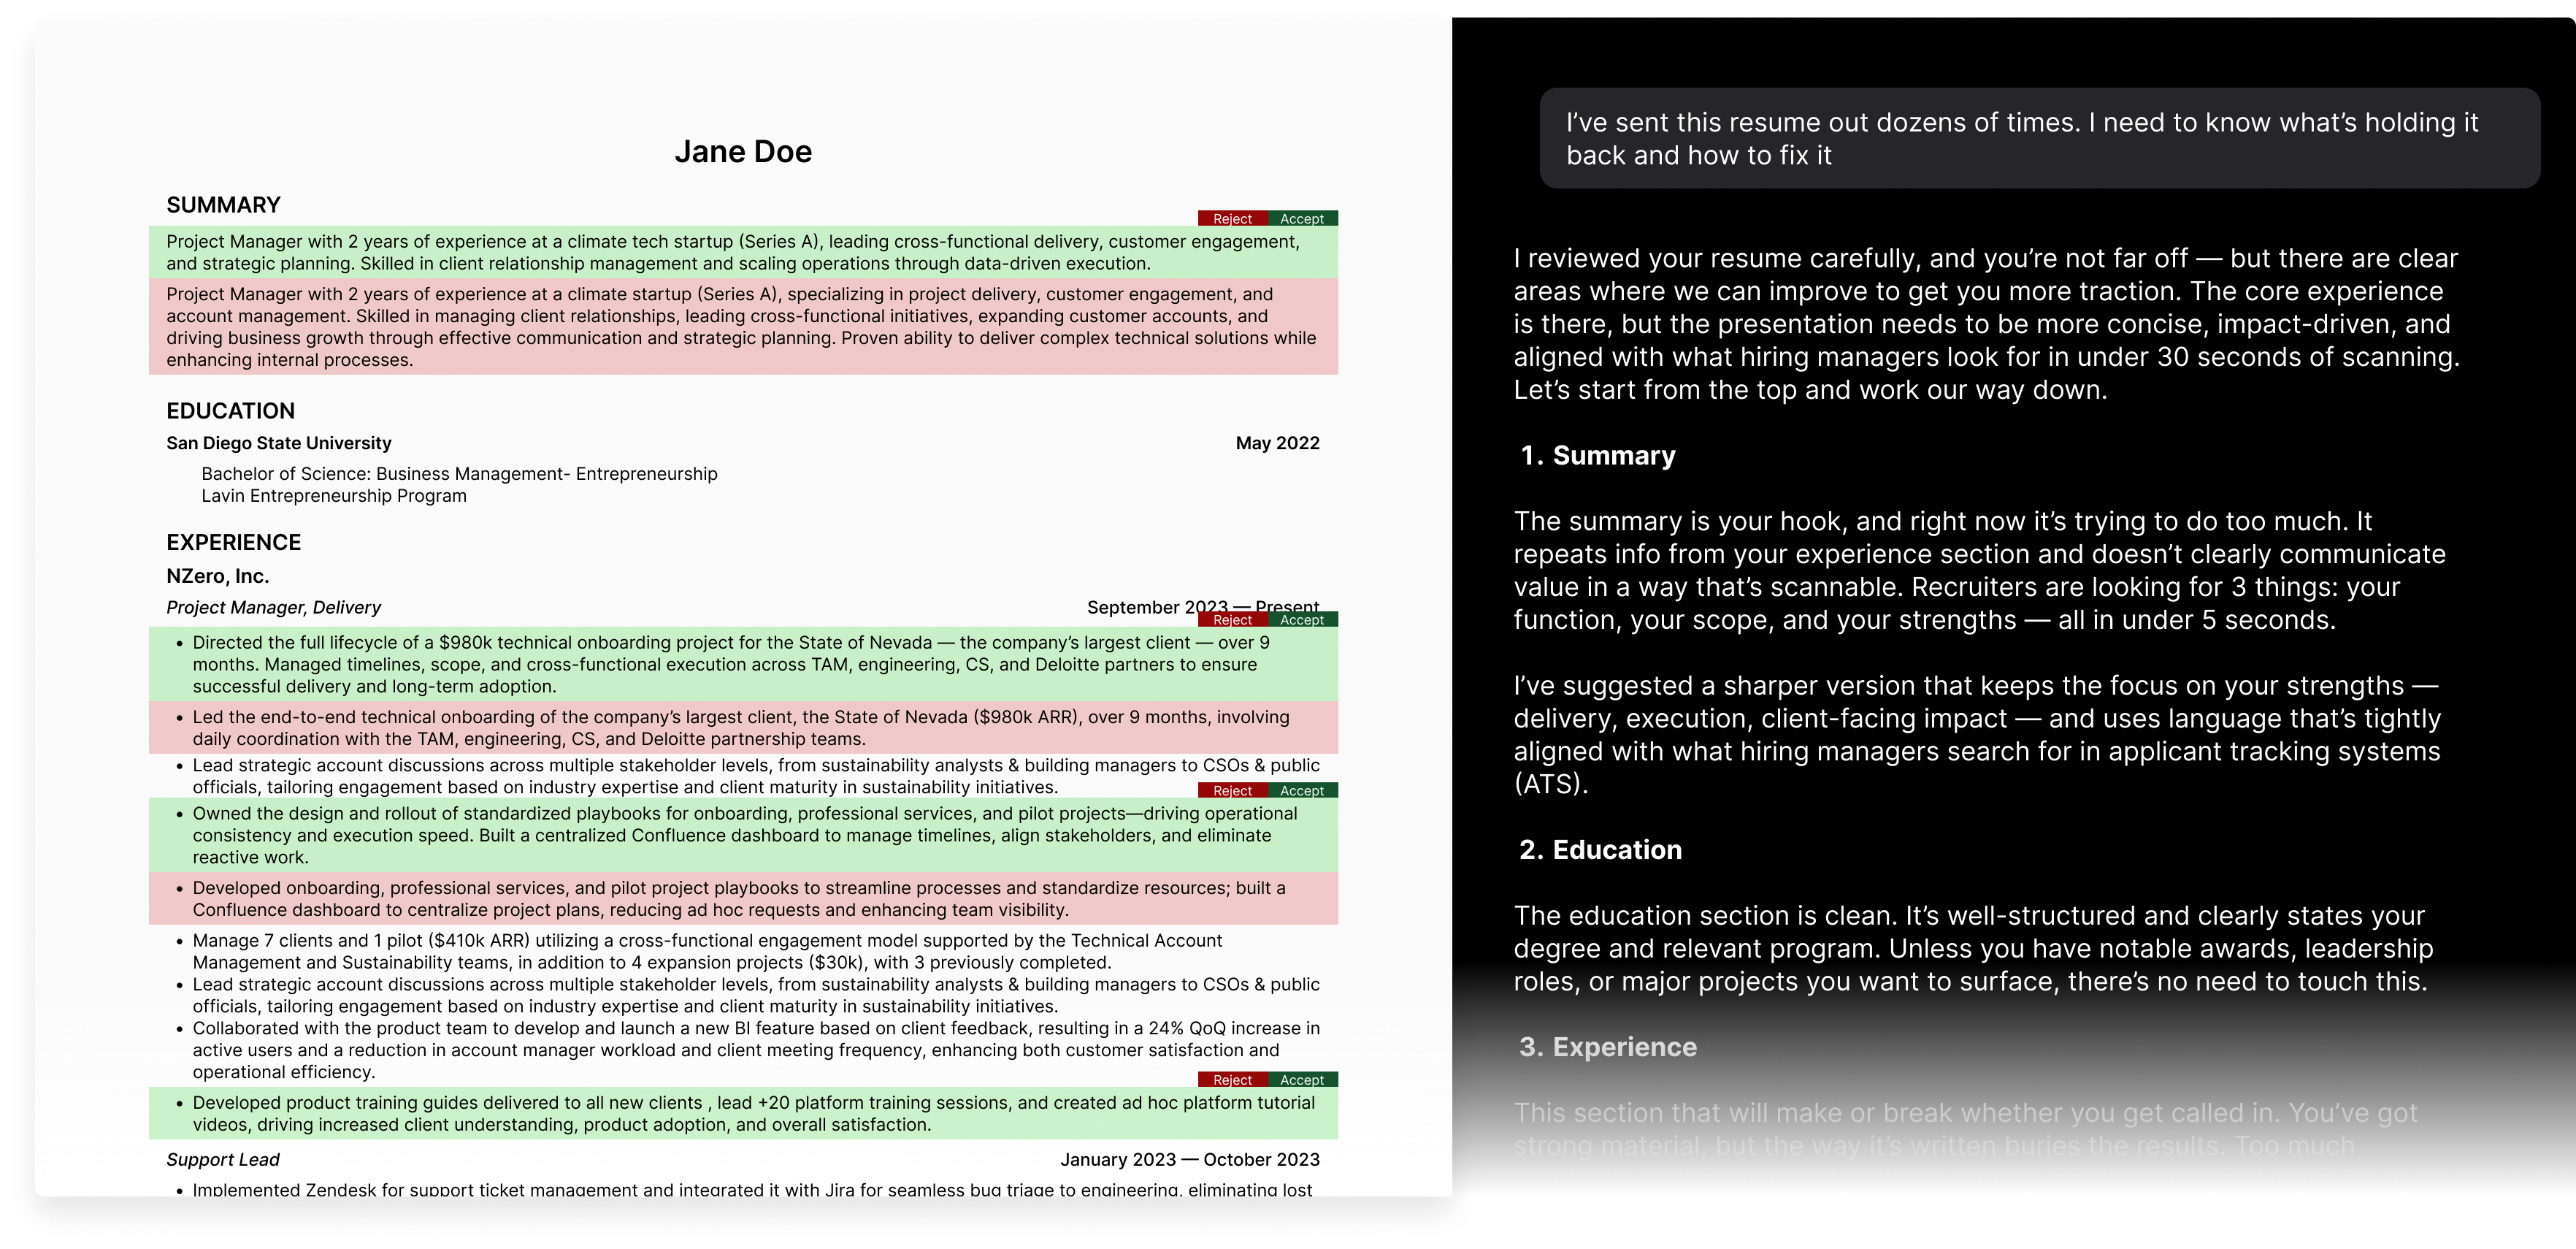 Jane Doe
SUMMARY
Reject Accept
Project Manager with 2 years of experience at a climate tech startup (Series A), leading cross-functional delivery, customer engagement,
and strategic planning. Skilled in client relationship management and scaling operations through data-driven execution.
Project Manager with 2 years of experience at a climate startup (Series A), specializing in project delivery, customer engagement, and
account management. Skilled in managing client relationships, leading cross-functional initiatives, expanding customer accounts, and
driving business growth through effective communication and strategic planning. Proven ability to deliver complex technical solutions while
enhancing internal processes.
EDUCATION
San Diego State University May 2022
Bachelor of Science: Business Management- Entrepreneurship
Lavin Entrepreneurship Program
EXPERIENCE
NZero, Inc.
Project Manager, Delivery September 2023 — Present
Reject Accept
• Directed the full lifecycle of a $980k technical onboarding project for the State of Nevada — the company’s largest client — over 9
months. Managed timelines, scope, and cross-functional execution across TAM, engineering, CS, and Deloitte partners to ensure
successful delivery and long-term adoption.
• Led the end-to-end technical onboarding of the company’s largest client, the State of Nevada ($980k ARR), over 9 months, involving
daily coordination with the TAM, engineering, CS, and Deloitte partnership teams.
• Lead strategic account discussions across multiple stakeholder levels, from sustainability analysts & building managers to CSOs & public
officials, tailoring engagement based on industry expertise and client maturity in sustainability initiatives.
Reject Accept
• Owned the design and rollout of standardized playbooks for onboarding, professional services, and pilot projects—driving operational
consistency and execution speed. Built a centralized Confluence dashboard to manage timelines, align stakeholders, and eliminate
reactive work.
• Developed onboarding, professional services, and pilot project playbooks to streamline processes and standardize resources; built a
Confluence dashboard to centralize project plans, reducing ad hoc requests and enhancing team visibility.
• Manage 7 clients and 1 pilot ($410k ARR) utilizing a cross-functional engagement model supported by the Technical Account
Management and Sustainability teams, in addition to 4 expansion projects ($30k), with 3 previously completed.
• Lead strategic account discussions across multiple stakeholder levels, from sustainability analysts & building managers to CSOs & public
officials, tailoring engagement based on industry expertise and client maturity in sustainability initiatives.
• Collaborated with the product team to develop and launch a new BI feature based on client feedback, resulting in a 24% QoQ increase in
active users and a reduction in account manager workload and client meeting frequency, enhancing both customer satisfaction and
operational efficiency.
Reject Accept
• Developed product training guides delivered to all new clients , lead +20 platform training sessions, and created ad hoc platform tutorial
videos, driving increased client understanding, product adoption, and overall satisfaction.
Support Lead January 2023 — October 2023
• Implemented Zendesk for support ticket management and integrated it with Jira for seamless bug triage to engineering, eliminating lost
I’ve sent this resume out dozens of times. I need to know what’s holding it
back and how to fix it
I reviewed your resume carefully, and you’re not far off — but there are clear
areas where we can improve to get you more traction. The core experience
is there, but the presentation needs to be more concise, impact-driven, and
aligned with what hiring managers look for in under 30 seconds of scanning.
Let’s start from the top and work our way down.
1. Summary
The summary is your hook, and right now it’s trying to do too much. It
repeats info from your experience section and doesn’t clearly communicate
value in a way that’s scannable. Recruiters are looking for 3 things: your
function, your scope, and your strengths — all in under 5 seconds.
I’ve suggested a sharper version that keeps the focus on your strengths —
delivery, execution, client-facing impact — and uses language that’s tightly
aligned with what hiring managers search for in applicant tracking systems
(ATS).
2. Education
The education section is clean. It’s well-structured and clearly states your
degree and relevant program. Unless you have notable awards, leadership
roles, or major projects you want to surface, there’s no need to touch this.
3. Experience
This section that will make or break whether you get called in. You’ve got
strong material, but the way it’s written buries the results. Too much